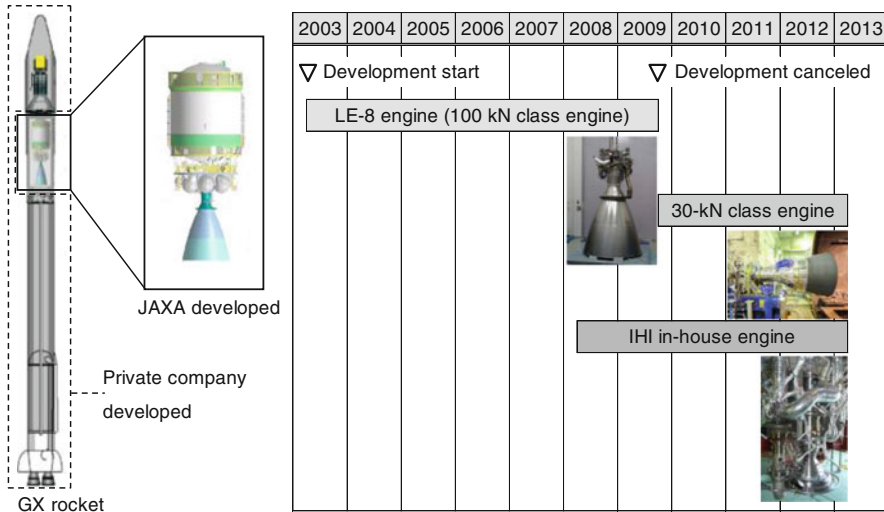 2003 2004 2005 2006 2007 2008 2009 2010 2011 2012 2013
Development start
Development canceled
LE-8 engine (100 kN class engine)
30-kN class engine
JAXA developed
IHI in-house engine
Private company
developed
GX rocket